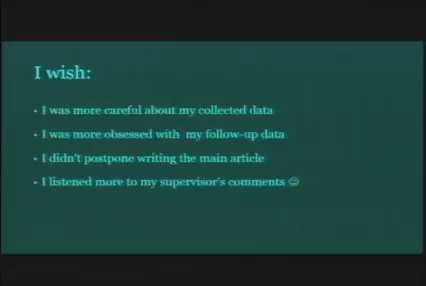 I wish:
• I was more careful about my collected data
• I was more obsessed with my follow-up data
• I didn't postpone writing the main article
• I listened more to my supervisor's comments ☺